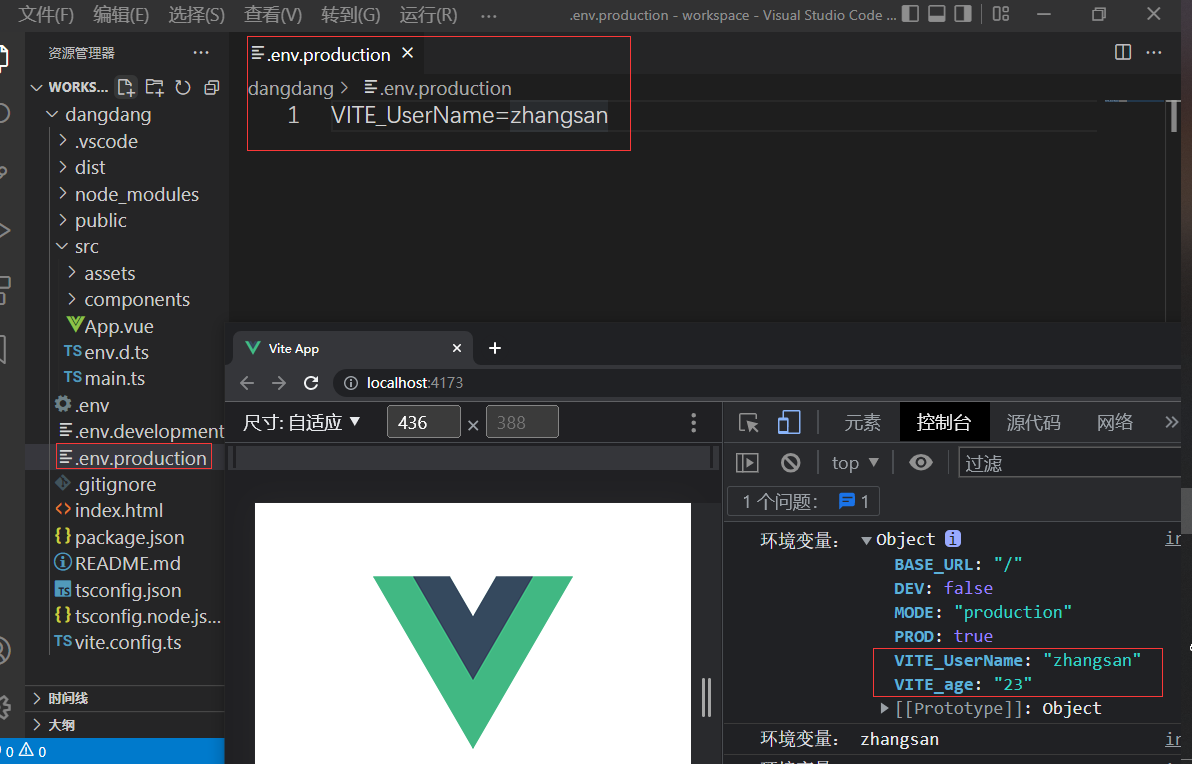 文件(F) 编辑(E) 选择(S) 查看(V) 转到(G) 运行(R) ··· .env.production - workspace - Visual Studio Code ...
资源管理器 ···
WORKS...
dangdang
.vscode
dist
node_modules
public
src
assets
components
App.vue
TS env.d.ts
TS main.ts
.env
.env.development
.env.production
.gitignore
index.html
{} package.json
README.md
TS tsconfig.json
{} tsconfig.node.js...
TS vite.config.ts
时间线
大纲
0 0
.env.production ×
dangdang > .env.production
1 VITE_UserName=zhangsan
Vite App
localhost:4173
尺寸: 自适应 ▼ 436 × 388
元素 控制台 源代码 网络 »
top ▼ 过滤
1 个问题: 1
环境变量: ▼Object i
BASE_URL: "/"
DEV: false
MODE: "production"
PROD: true
VITE_UserName: "zhangsan"
VITE_age: "23"
[[Prototype]]: Object
环境变量: zhangsan